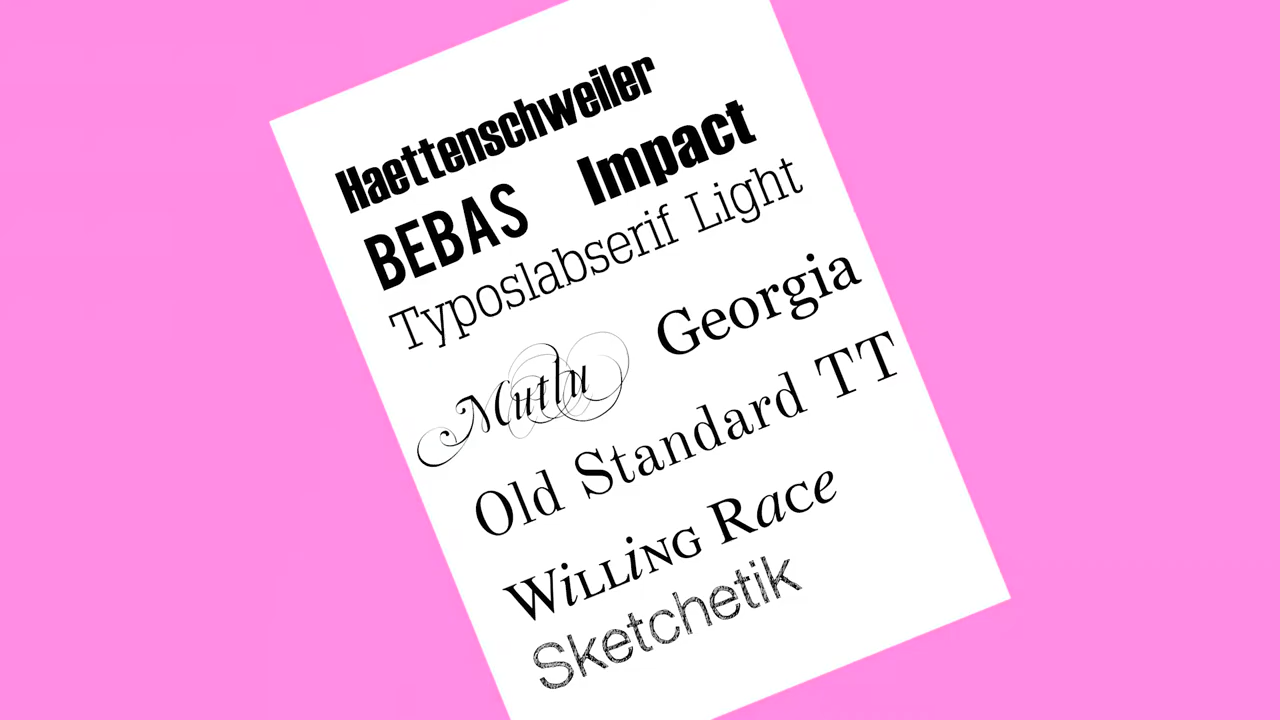 Haettenschweiler
BEBAS Impact
Typoslabserif Light
Mutlu Georgia
Old Standard TT
WiLLiNG Race
Sketchetik